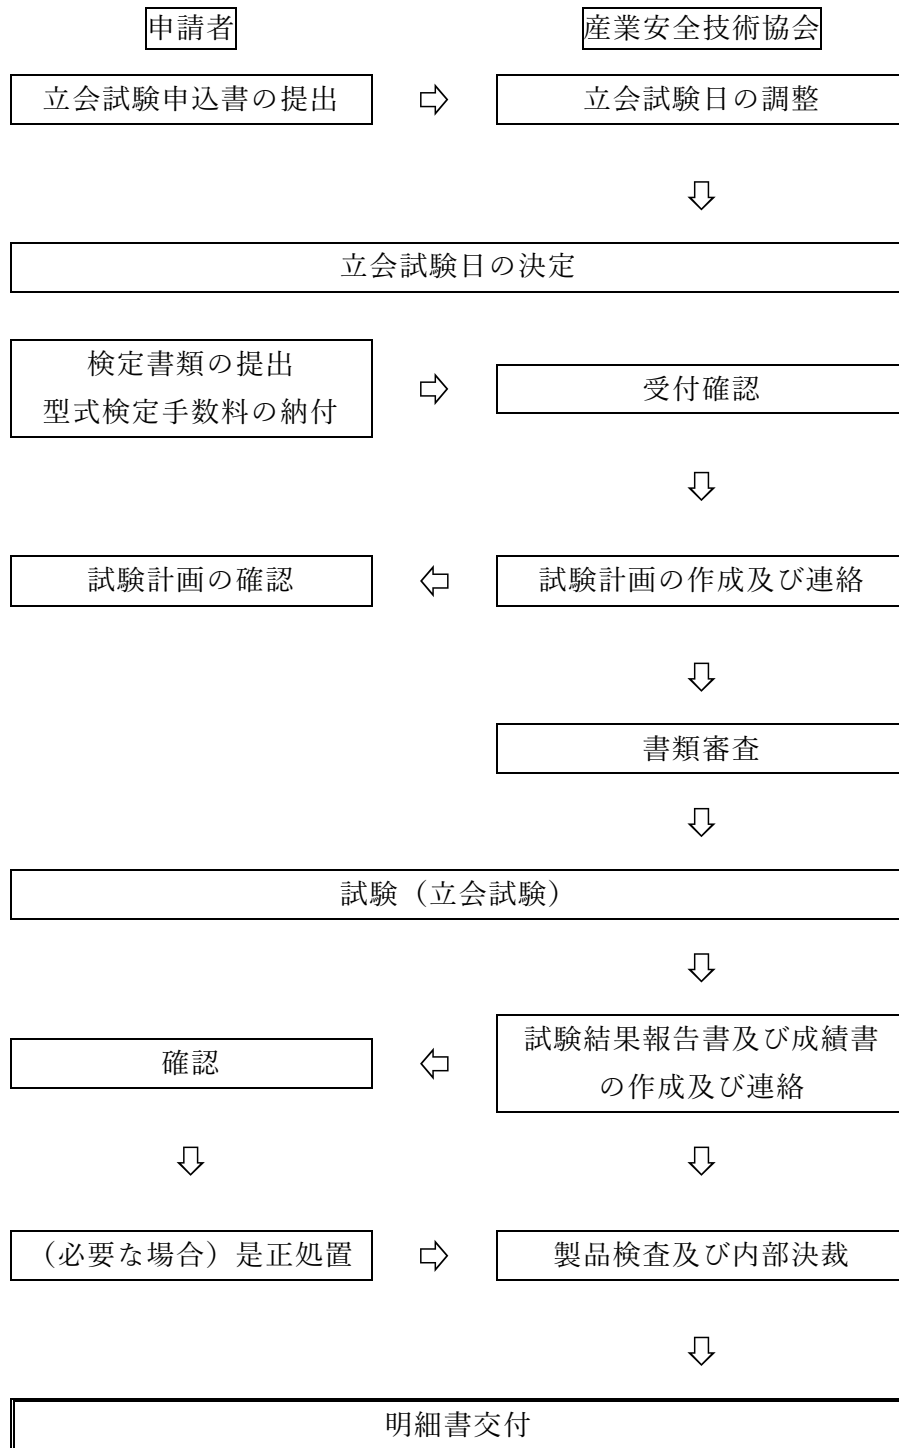 申請者
産業安全技術協会
立会試験申込書の提出
立会試験日の調整
立会試験日の決定
検定書類の提出
型式検定手数料の納付
受付確認
試験計画の確認
試験計画の作成及び連絡
書類審査
試験（立会試験）
確認
試験結果報告書及び成績書
の作成及び連絡
（必要な場合）是正処置
製品検査及び内部決裁
明細書交付